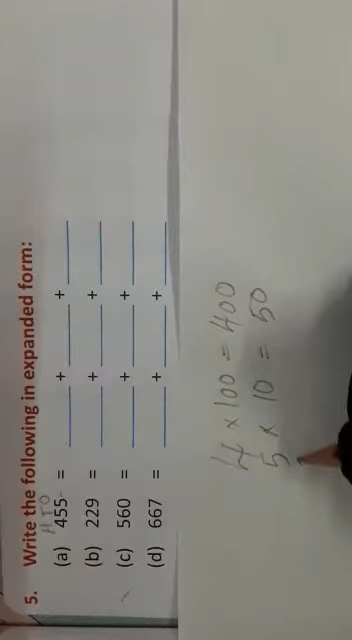 5. Write the following in expanded form:
H T O
(a) 455 = ____ + ____ + ____
(b) 229 = ____ + ____ + ____
(c) 560 = ____ + ____ + ____
(d) 667 = ____ + ____ + ____
4 x 100 = 400
5 x 10 = 50